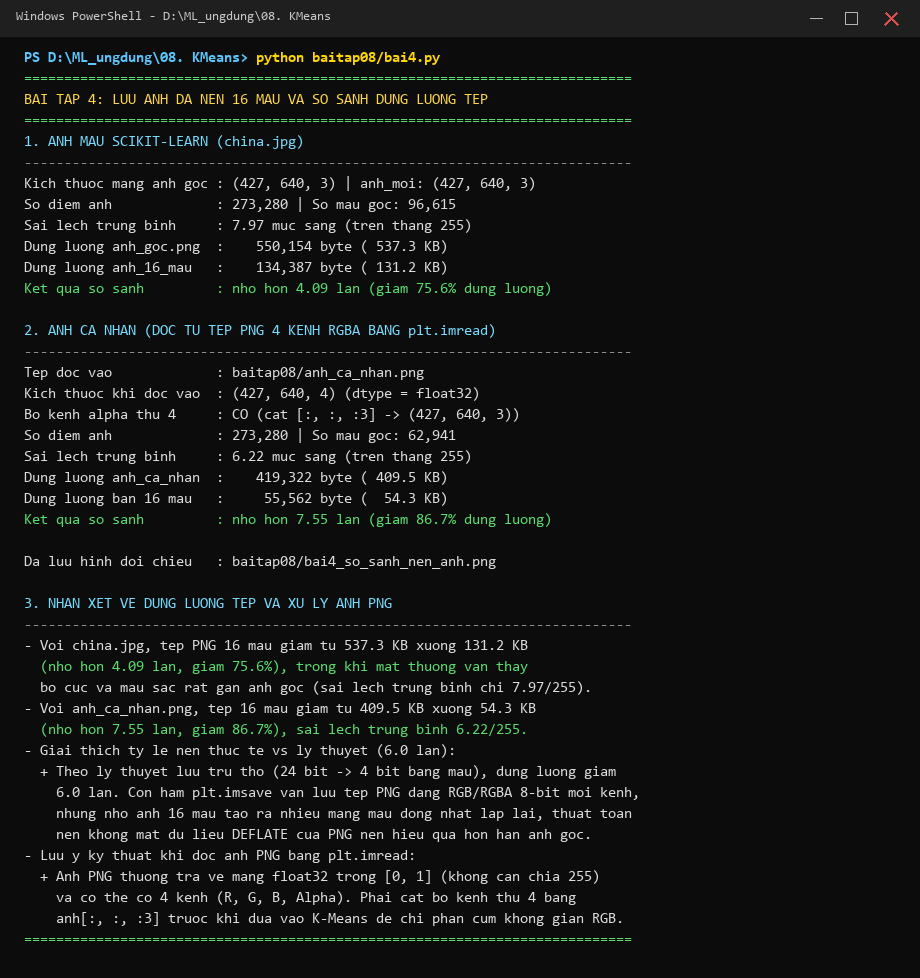 Windows PowerShell - D:\ML_ungdung\08. KMeans
PS D:\ML_ungdung\08. KMeans> python baitap08/bai4.py
============================================================================
BAI TAP 4: LUU ANH DA NEN 16 MAU VA SO SANH DUNG LUONG TEP
============================================================================
1. ANH MAU SCIKIT-LEARN (china.jpg)
----------------------------------------------------------------------------
Kich thuoc mang anh goc : (427, 640, 3) | anh_moi: (427, 640, 3)
So diem anh             : 273,280 | So mau goc: 96,615
Sai lech trung binh     : 7.97 muc sang (tren thang 255)
Dung luong anh_goc.png  :    550,154 byte ( 537.3 KB)
Dung luong anh_16_mau   :    134,387 byte ( 131.2 KB)
Ket qua so sanh         : nho hon 4.09 lan (giam 75.6% dung luong)
2. ANH CA NHAN (DOC TU TEP PNG 4 KENH RGBA BANG plt.imread)
----------------------------------------------------------------------------
Tep doc vao             : baitap08/anh_ca_nhan.png
Kich thuoc khi doc vao  : (427, 640, 4) (dtype = float32)
Bo kenh alpha thu 4     : CO (cat [:, :, :3] -> (427, 640, 3))
So diem anh             : 273,280 | So mau goc: 62,941
Sai lech trung binh     : 6.22 muc sang (tren thang 255)
Dung luong anh_ca_nhan  :    419,322 byte ( 409.5 KB)
Dung luong ban 16 mau   :     55,562 byte (  54.3 KB)
Ket qua so sanh         : nho hon 7.55 lan (giam 86.7% dung luong)
Da luu hinh doi chieu   : baitap08/bai4_so_sanh_nen_anh.png
3. NHAN XET VE DUNG LUONG TEP VA XU LY ANH PNG
----------------------------------------------------------------------------
- Voi china.jpg, tep PNG 16 mau giam tu 537.3 KB xuong 131.2 KB
  (nho hon 4.09 lan, giam 75.6%), trong khi mat thuong van thay
  bo cuc va mau sac rat gan anh goc (sai lech trung binh chi 7.97/255).
- Voi anh_ca_nhan.png, tep 16 mau giam tu 409.5 KB xuong 54.3 KB
  (nho hon 7.55 lan, giam 86.7%), sai lech trung binh 6.22/255.
- Giai thich ty le nen thuc te vs ly thuyet (6.0 lan):
  + Theo ly thuyet luu tru tho (24 bit -> 4 bit bang mau), dung luong giam
    6.0 lan. Con ham plt.imsave van luu tep PNG dang RGB/RGBA 8-bit moi kenh,
    nhung nho anh 16 mau tao ra nhieu mang mau dong nhat lap lai, thuat toan
    nen khong mat du lieu DEFLATE cua PNG nen hieu qua hon han anh goc.
- Luu y ky thuat khi doc anh PNG bang plt.imread:
  + Anh PNG thuong tra ve mang float32 trong [0, 1] (khong can chia 255)
    va co the co 4 kenh (R, G, B, Alpha). Phai cat bo kenh thu 4 bang
    anh[:, :, :3] truoc khi dua vao K-Means de chi phan cum khong gian RGB.
============================================================================